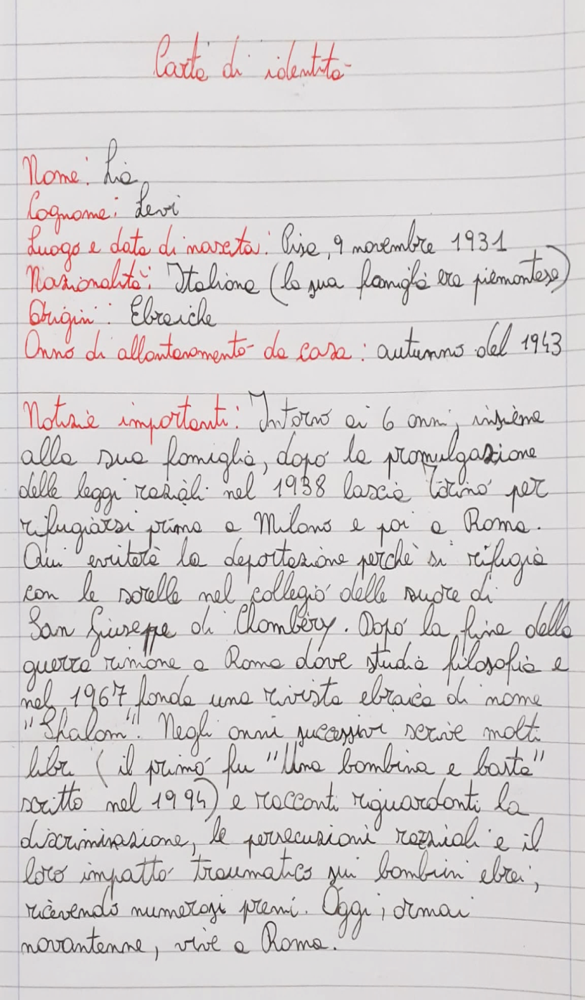 Carta di identità
Nome: Lia
Cognome: Levi
Luogo e data di nascita: Pisa, 9 novembre 1931
Nazionalità: Italiana (la sua famiglia era piemontese)
Origini: Ebraiche
Anno di allontanamento da casa: autunno del 1943
Notizie importanti: Intorno ai 6 anni, insieme
alla sua famiglia, dopo la promulgazione
delle leggi razziali nel 1938 lascia Torino per
rifugiarsi prima a Milano e poi a Roma.
Qui eviterà la deportazione perché si rifugia
con le sorelle nel collegio delle suore di
San Giuseppe di Chambéry. Dopo la fine della
guerra rimane a Roma dove studia filosofia e
nel 1967 fonda una rivista ebraica di nome
"Shalom". Negli anni successivi scrive molti
libri (il primo fu "Una bambina e basta"
scritto nel 1994) e racconti riguardanti la
discriminazione, le persecuzioni razziali e il
loro impatto traumatico sui bambini ebrei,
ricevendo numerosi premi. Oggi, ormai
novantenne, vive a Roma.